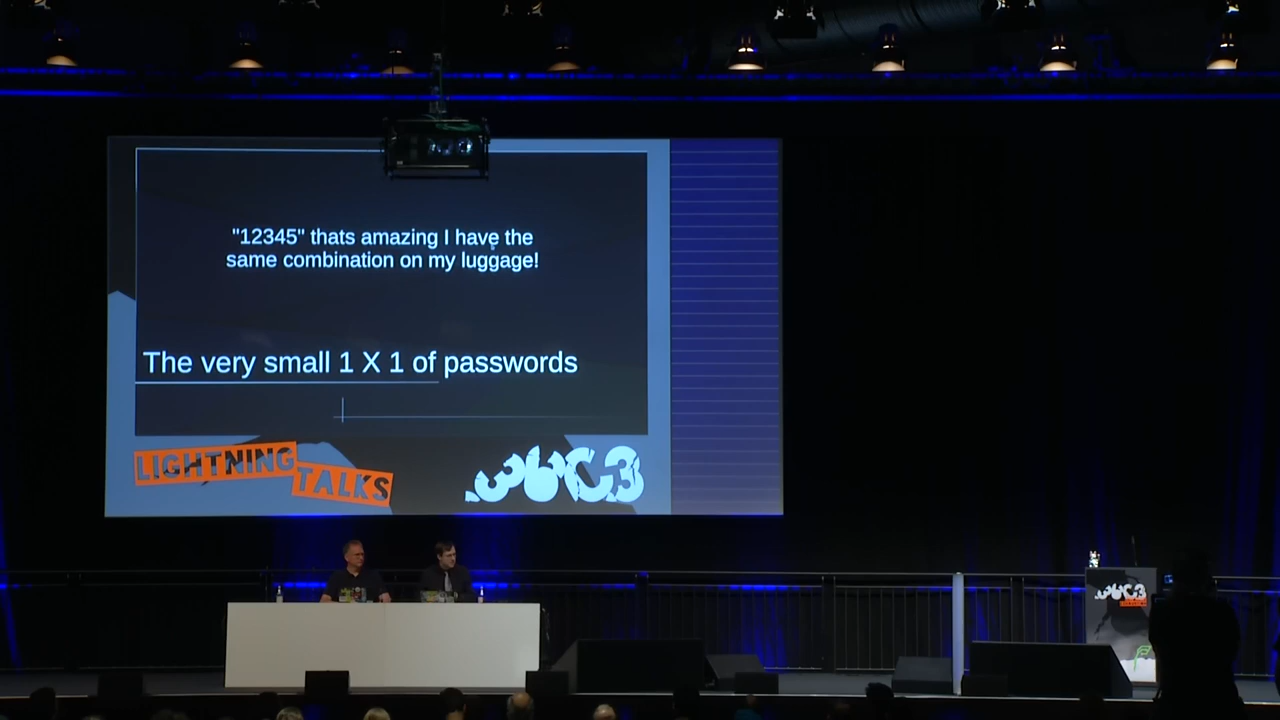 "12345" thats amazing I have the
same combination on my luggage!
The very small 1 X 1 of passwords
LIGHTNING
TALKS
36C3
36C3